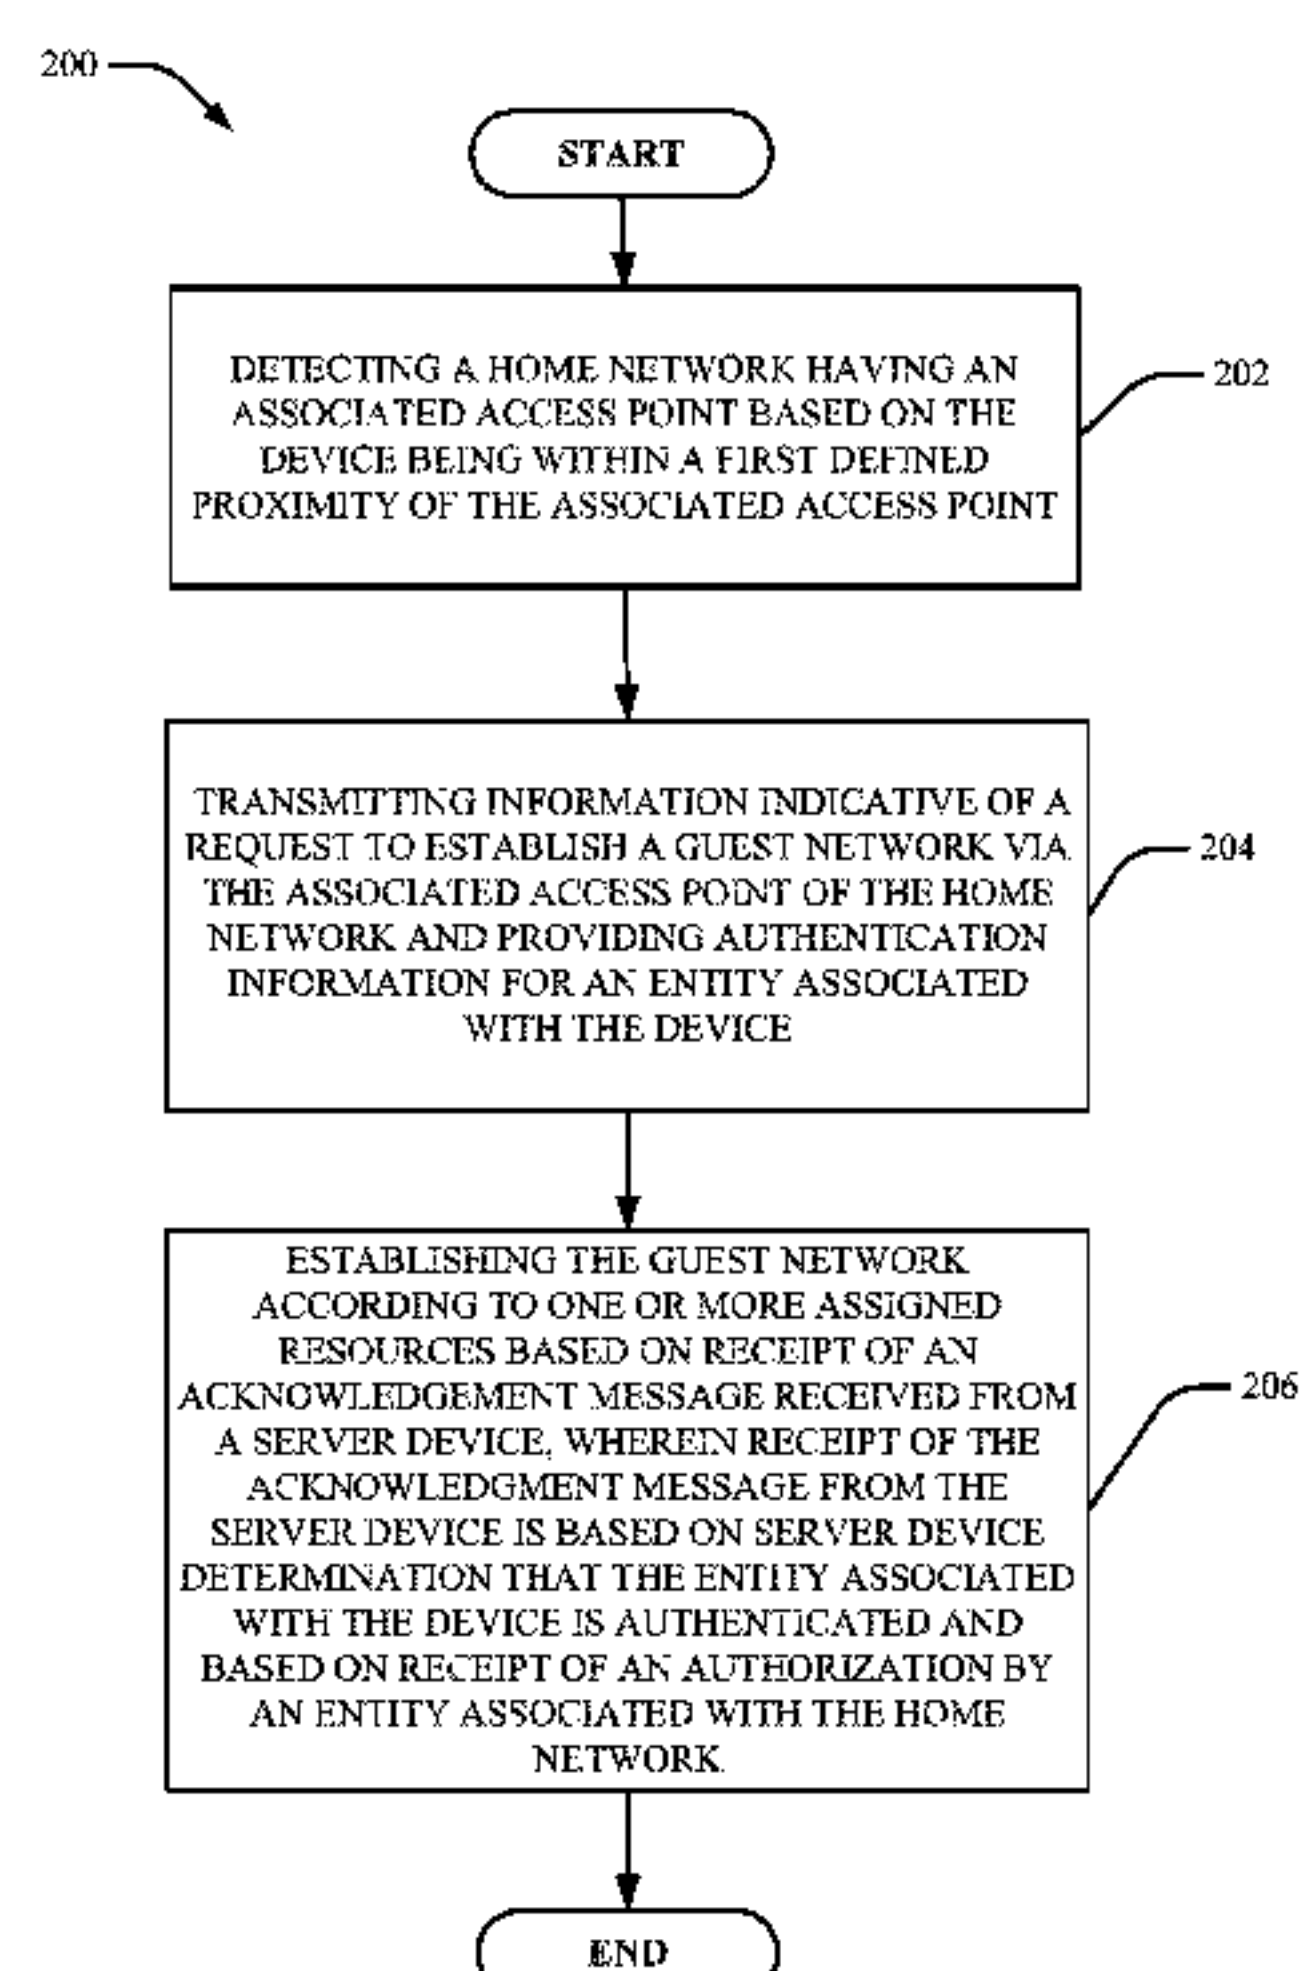 200
START
DETECTING A HOME NETWORK HAVING AN
ASSOCIATED ACCESS POINT BASED ON THE
DEVICE BEING WITHIN A FIRST DEFINED
PROXIMITY OF THE ASSOCIATED ACCESS POINT
202
TRANSMITTING INFORMATION INDICATIVE OF A
REQUEST TO ESTABLISH A GUEST NETWORK VIA
THE ASSOCIATED ACCESS POINT OF THE HOME
NETWORK AND PROVIDING AUTHENTICATION
INFORMATION FOR AN ENTITY ASSOCIATED
WITH THE DEVICE
204
ESTABLISHING THE GUEST NETWORK
ACCORDING TO ONE OR MORE ASSIGNED
RESOURCES BASED ON RECEIPT OF AN
ACKNOWLEDGEMENT MESSAGE RECEIVED FROM
A SERVER DEVICE, WHEREIN RECEIPT OF THE
ACKNOWLEDGMENT MESSAGE FROM THE
SERVER DEVICE IS BASED ON SERVER DEVICE
DETERMINATION THAT THE ENTITY ASSOCIATED
WITH THE DEVICE IS AUTHENTICATED AND
BASED ON RECEIPT OF AN AUTHORIZATION BY
AN ENTITY ASSOCIATED WITH THE HOME
NETWORK.
206
END